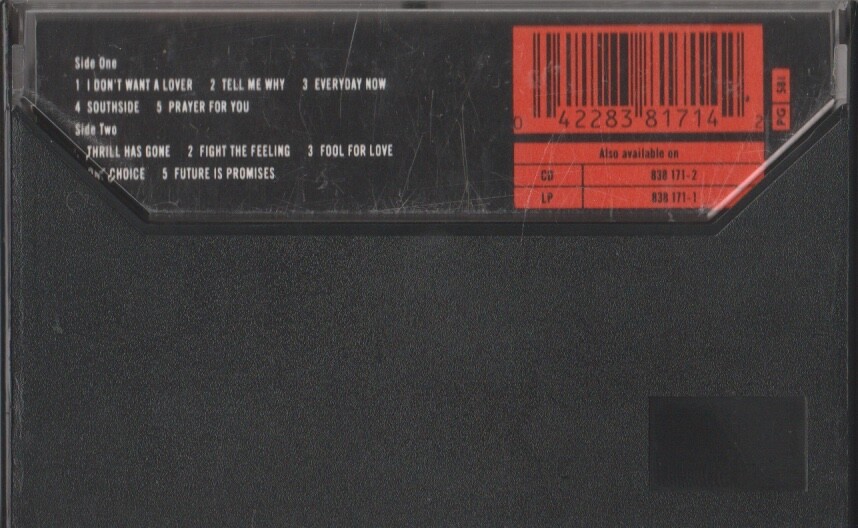 Side One
1 I DON'T WANT A LOVER 2 TELL ME WHY 3 EVERYDAY NOW
4 SOUTHSIDE 5 PRAYER FOR YOU
Side Two
THRILL HAS GONE 2 FIGHT THE FEELING 3 FOOL FOR LOVE
CHOICE 5 FUTURE IS PROMISES
0 42283 81714 2
Also available on
CD 838 171-2
LP 838 171-1
PG 581